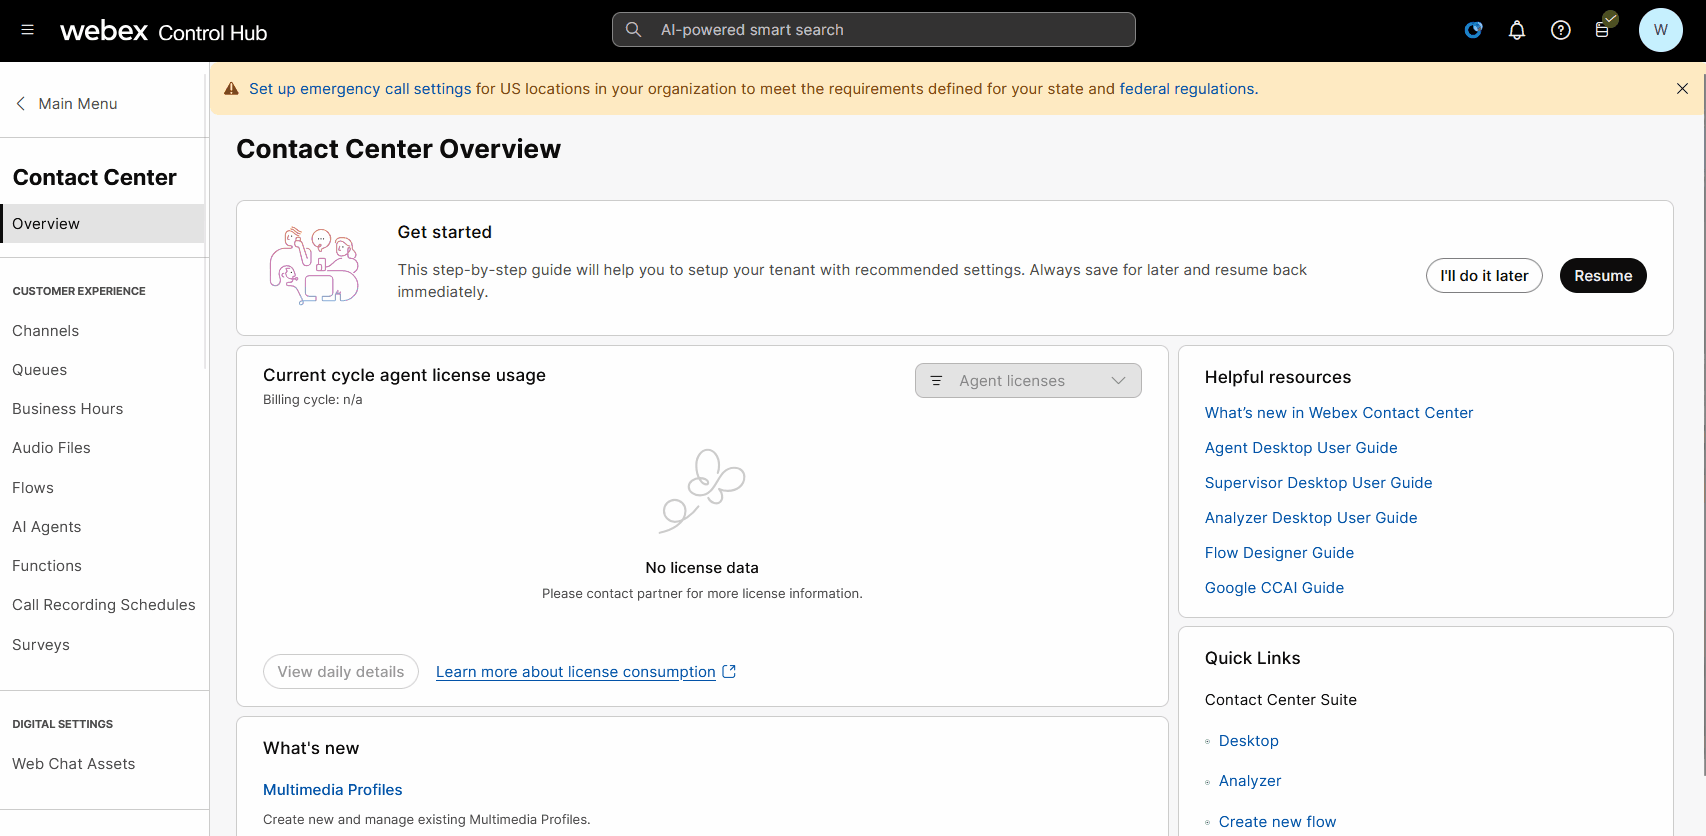 webex Control Hub
AI-powered smart search
W
Set up emergency call settings for US locations in your organization to meet the requirements defined for your state and federal regulations.
Main Menu
Contact Center
Overview
CUSTOMER EXPERIENCE
Channels
Queues
Business Hours
Audio Files
Flows
AI Agents
Functions
Call Recording Schedules
Surveys
DIGITAL SETTINGS
Web Chat Assets
Contact Center Overview
Get started
This step-by-step guide will help you to setup your tenant with recommended settings. Always save for later and resume back
immediately.
I'll do it later
Resume
Current cycle agent license usage
Billing cycle: n/a
Agent licenses
No license data
Please contact partner for more license information.
View daily details
Learn more about license consumption
What's new
Multimedia Profiles
Create new and manage existing Multimedia Profiles.
Helpful resources
What’s new in Webex Contact Center
Agent Desktop User Guide
Supervisor Desktop User Guide
Analyzer Desktop User Guide
Flow Designer Guide
Google CCAI Guide
Quick Links
Contact Center Suite
Desktop
Analyzer
Create new flow